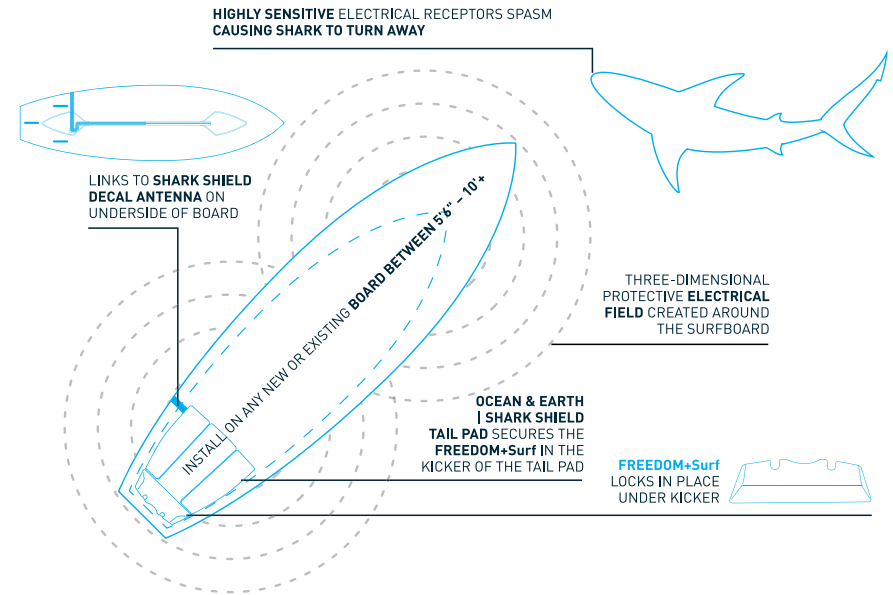 HIGHLY SENSITIVE ELECTRICAL RECEPTORS SPASM
CAUSING SHARK TO TURN AWAY
LINKS TO SHARK SHIELD
DECAL ANTENNA ON
UNDERSIDE OF BOARD
INSTALL ON ANY NEW OR EXISTING BOARD BETWEEN 5'6" – 10'+
THREE-DIMENSIONAL
PROTECTIVE ELECTRICAL
FIELD CREATED AROUND
THE SURFBOARD
OCEAN & EARTH
| SHARK SHIELD
TAIL PAD SECURES THE
FREEDOM+Surf IN THE
KICKER OF THE TAIL PAD
FREEDOM+Surf
LOCKS IN PLACE
UNDER KICKER